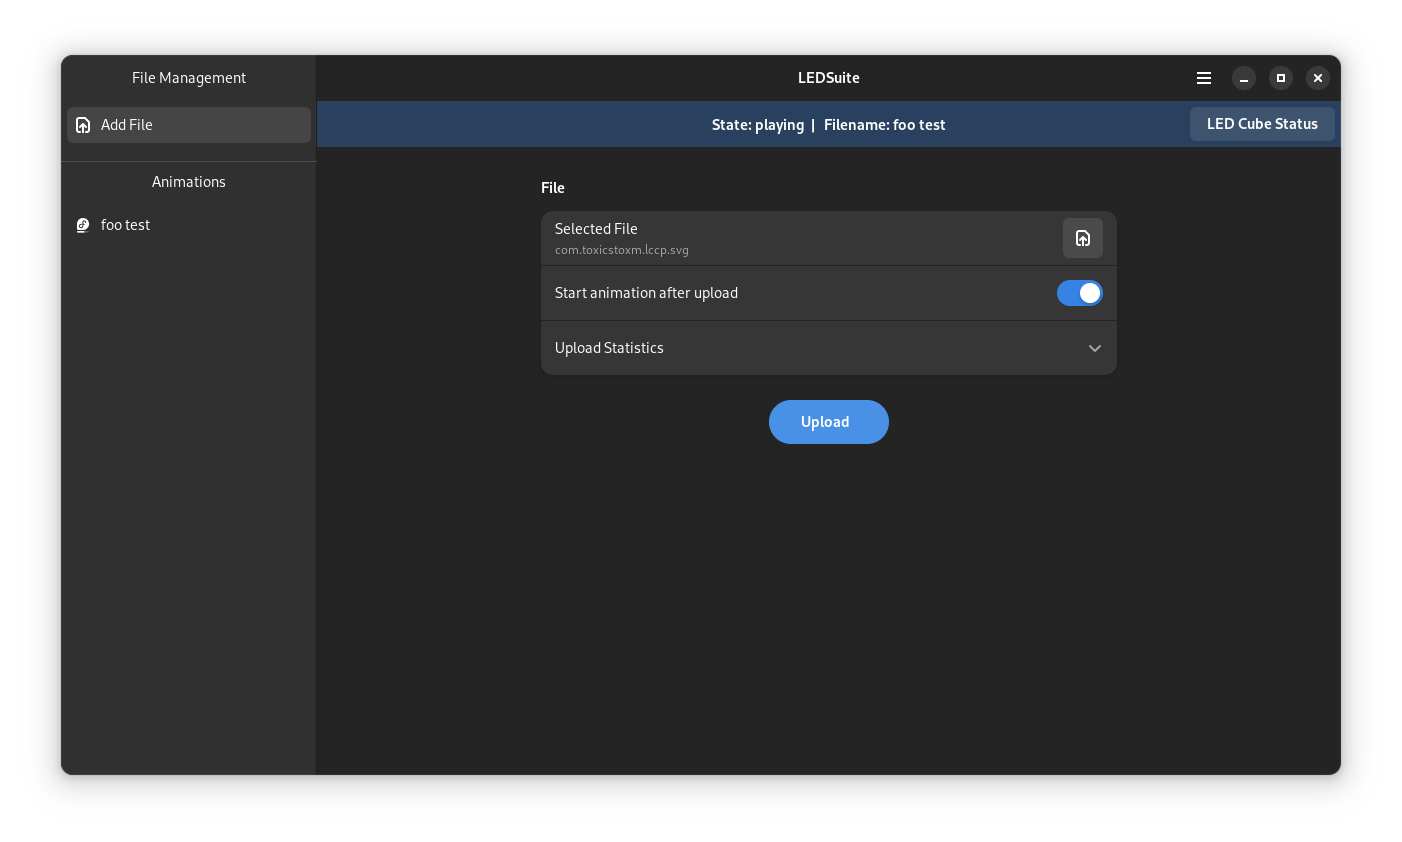 File Management
Add File
Animations
foo test
LEDSuite
State: playing | Filename: foo test
LED Cube Status
File
Selected File
com.toxicstoxm.lccp.svg
Start animation after upload
Upload Statistics
Upload